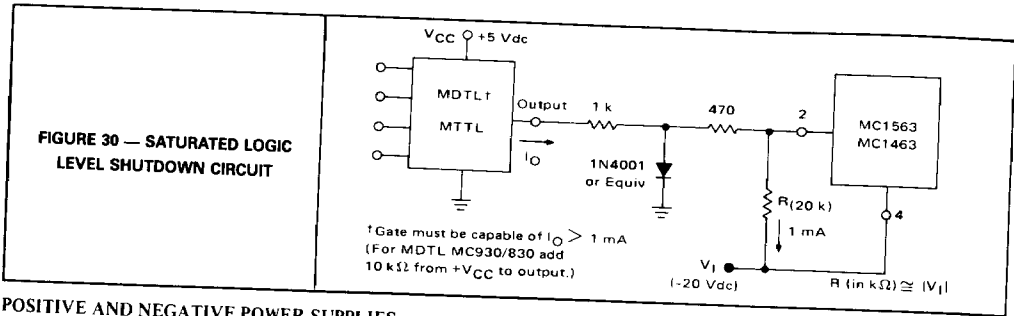 FIGURE 30 — SATURATED LOGIC
LEVEL SHUTDOWN CIRCUIT
VCC +5 Vdc
MDTL†
MTTL
Output
IO
1 k
470
2
MC1563
MC1463
1N4001
or Equiv
R(20 k)
1 mA
4
†Gate must be capable of IO > 1 mA
(For MDTL MC930/830 add
10 kΩ from +VCC to output.)
VI
(-20 Vdc)
R (in kΩ) ≅ |VI|
POSITIVE AND NEGATIVE POWER SUPPLIES